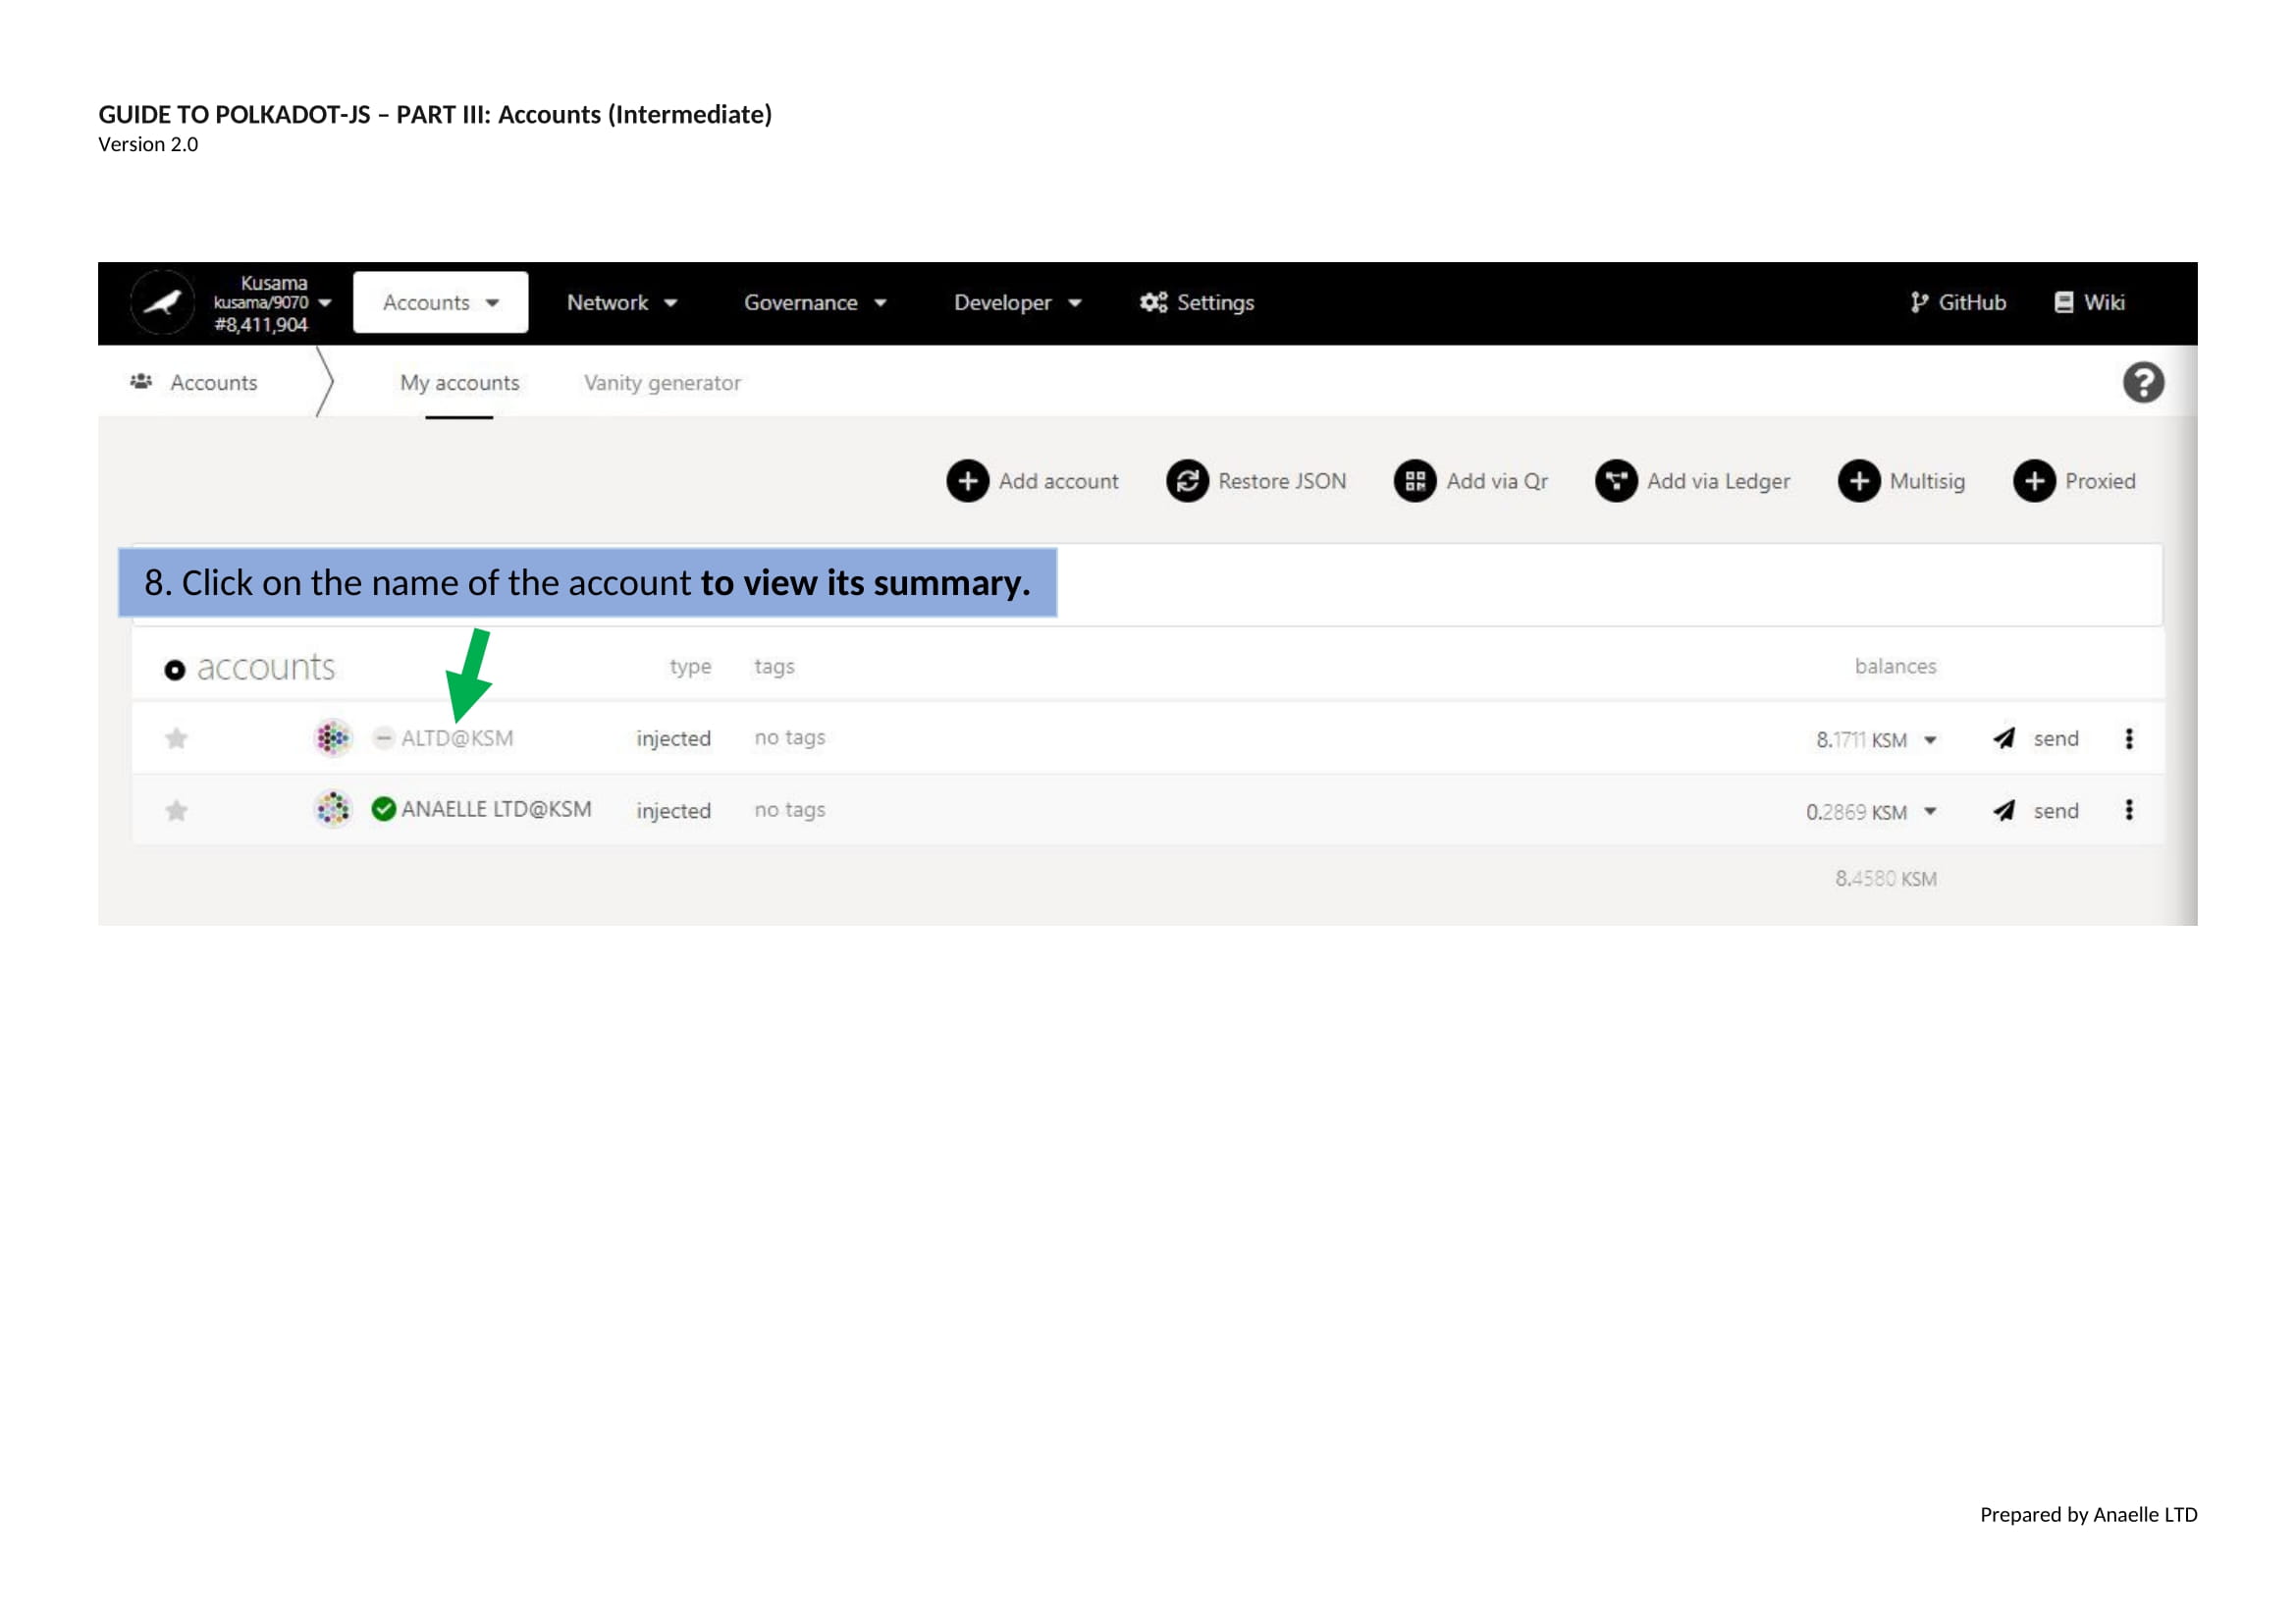 GUIDE TO POLKADOT-JS – PART III: Accounts (Intermediate)
Version 2.0
Kusama
kusama/9070
#8,411,904
Accounts Network Governance Developer Settings GitHub Wiki
Accounts My accounts Vanity generator
Add account Restore JSON Add via Qr Add via Ledger Multisig Proxied
8. Click on the name of the account to view its summary.
accounts type tags balances
ALTD@KSM injected no tags 8.1711 KSM send
ANAELLE LTD@KSM injected no tags 0.2869 KSM send
8.4580 KSM
Prepared by Anaelle LTD